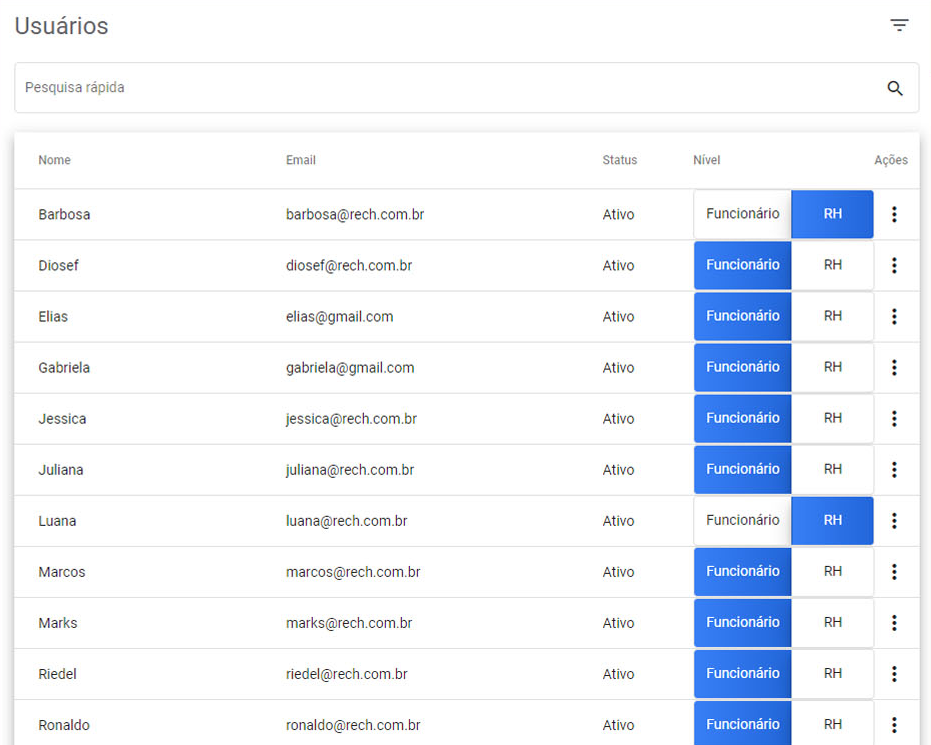 Usuários
Pesquisa rápida
Nome Email Status Nível Ações
Barbosa barbosa@rech.com.br Ativo Funcionário RH
Diosef diosef@rech.com.br Ativo Funcionário RH
Elias elias@gmail.com Ativo Funcionário RH
Gabriela gabriela@gmail.com Ativo Funcionário RH
Jessica jessica@rech.com.br Ativo Funcionário RH
Juliana juliana@rech.com.br Ativo Funcionário RH
Luana luana@rech.com.br Ativo Funcionário RH
Marcos marcos@rech.com.br Ativo Funcionário RH
Marks marks@rech.com.br Ativo Funcionário RH
Riedel riedel@rech.com.br Ativo Funcionário RH
Ronaldo ronaldo@rech.com.br Ativo Funcionário RH